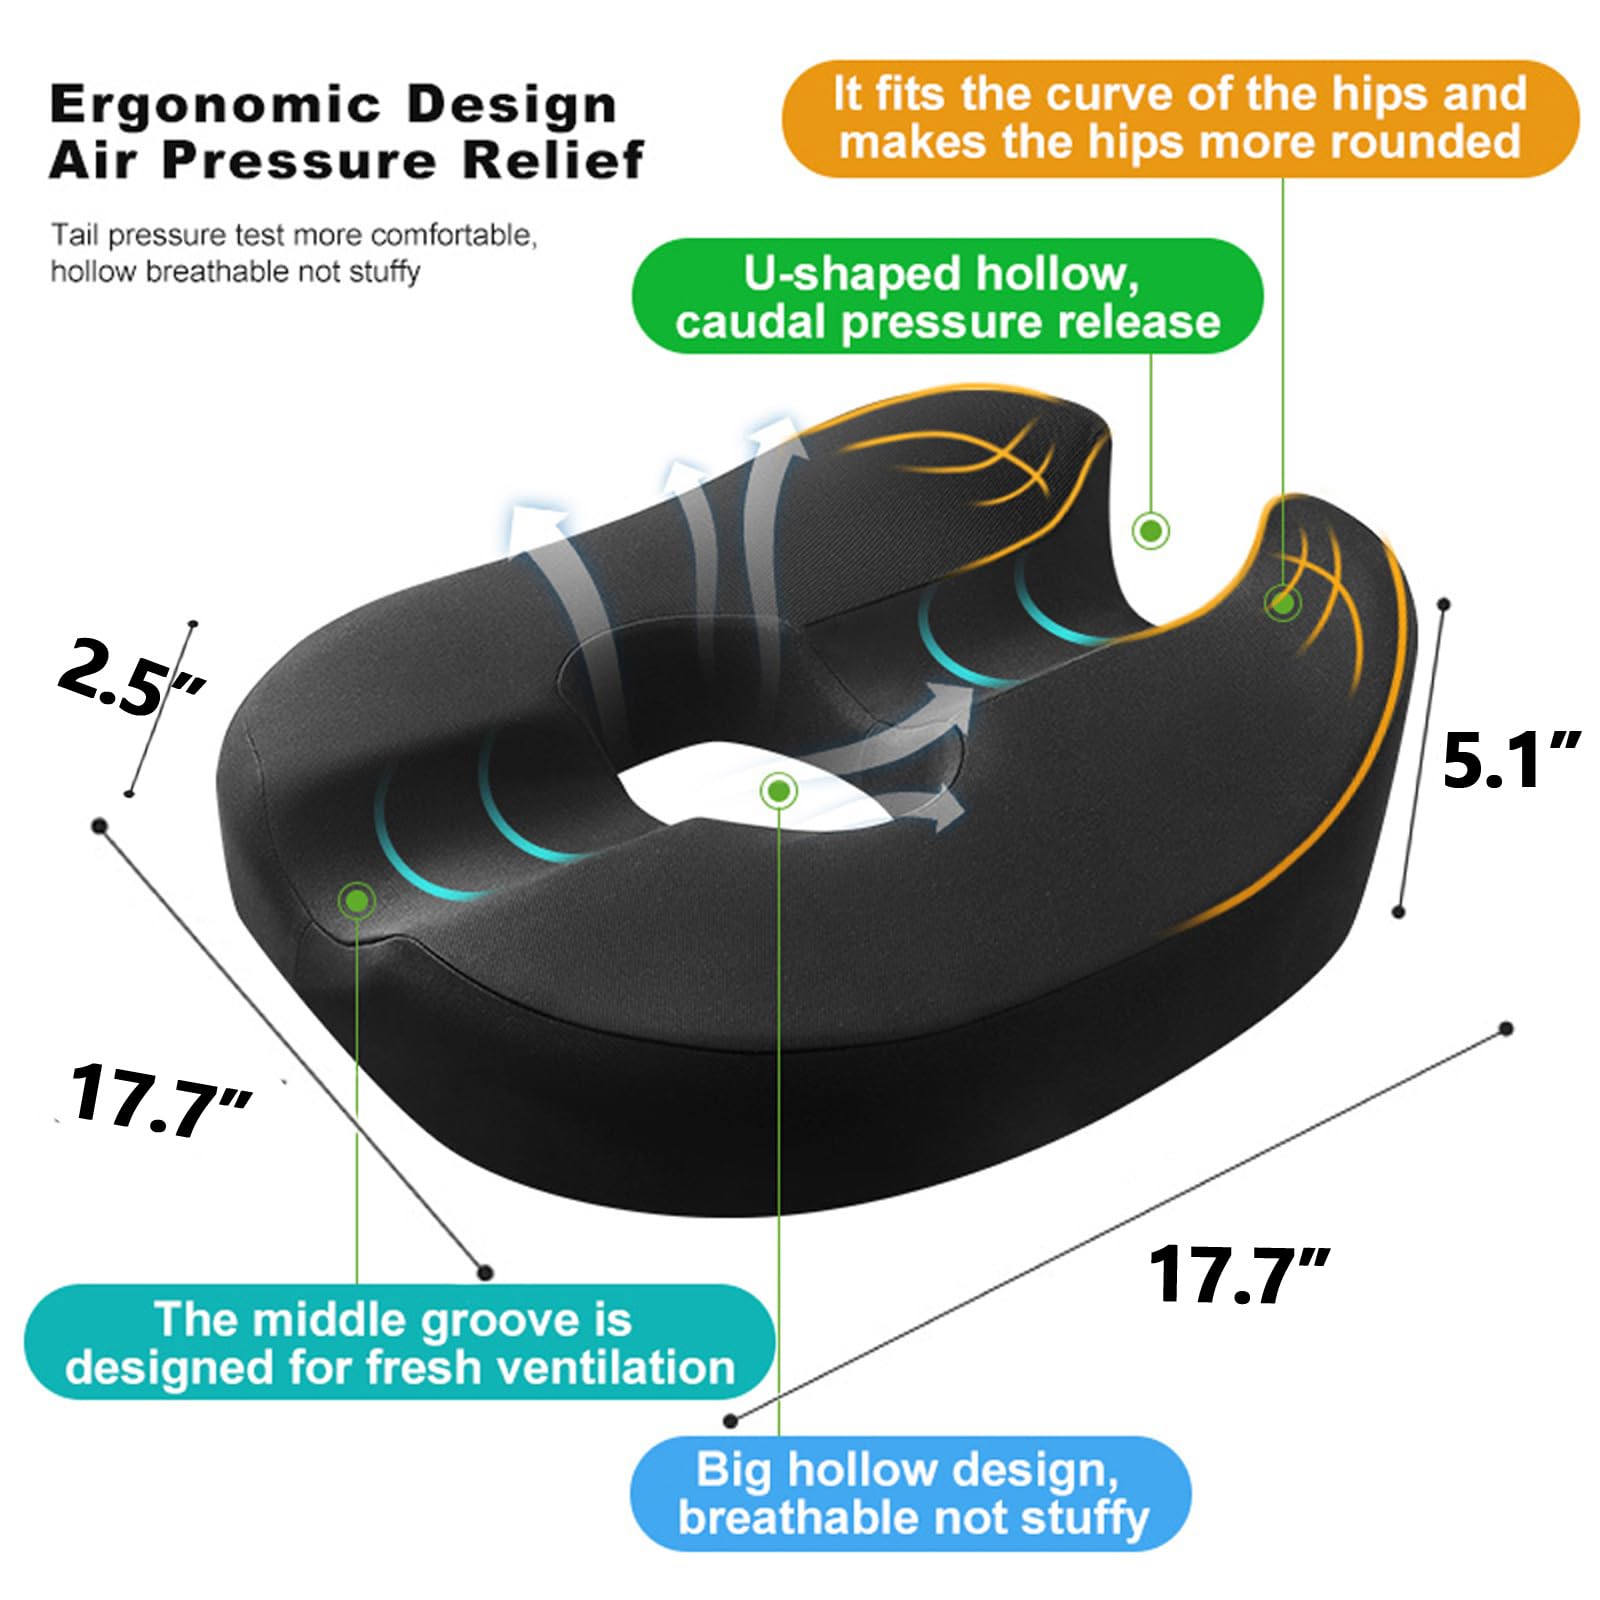 Ergonomic Design
Air Pressure Relief
Tail pressure test more comfortable,
hollow breathable not stuffy
It fits the curve of the hips and
makes the hips more rounded
U-shaped hollow,
caudal pressure release
2.5"
5.1"
17.7"
17.7"
The middle groove is
designed for fresh ventilation
Big hollow design,
breathable not stuffy